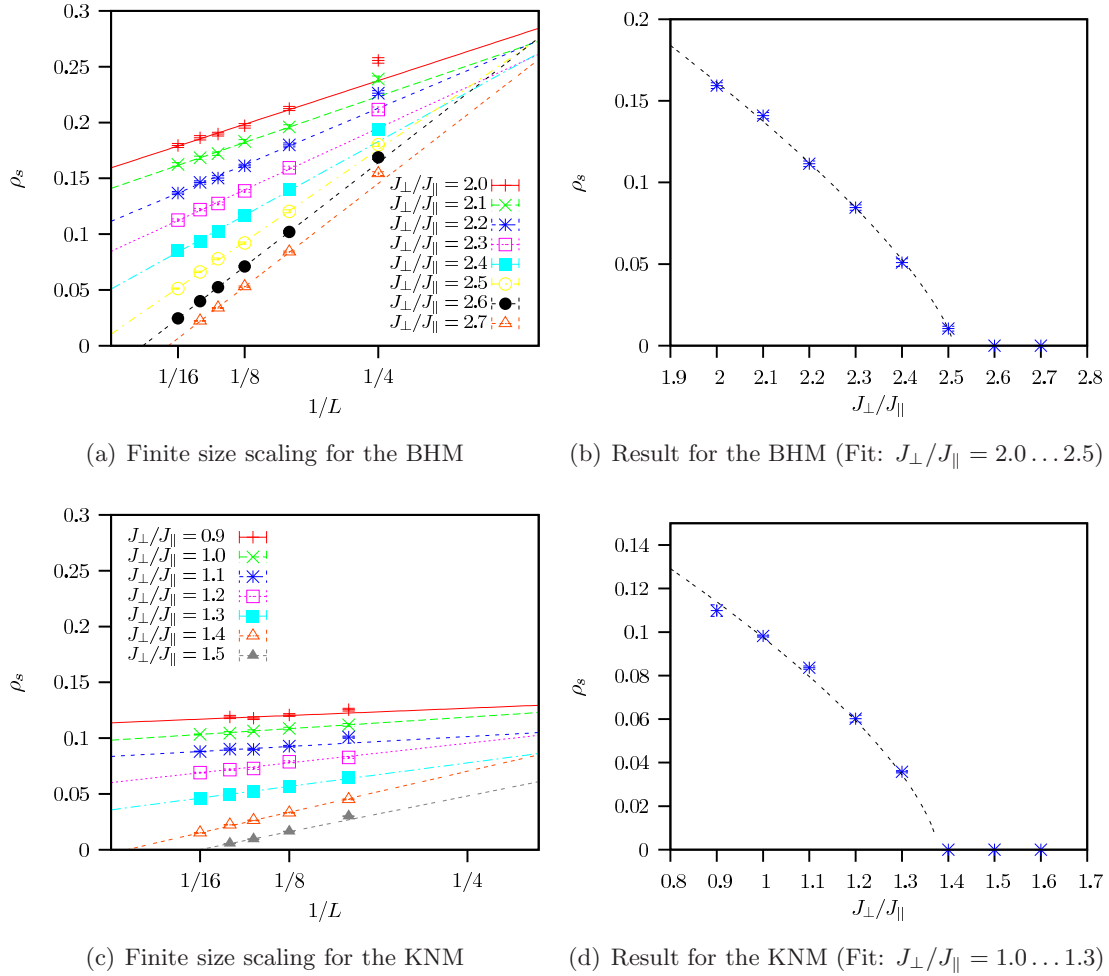 0.3
0.25
0.2
0.15
0.1
0.05
0
ρs
1/16
1/8
1/4
1/L
J⊥/J∥ = 2.0
J⊥/J∥ = 2.1
J⊥/J∥ = 2.2
J⊥/J∥ = 2.3
J⊥/J∥ = 2.4
J⊥/J∥ = 2.5
J⊥/J∥ = 2.6
J⊥/J∥ = 2.7
(a) Finite size scaling for the BHM
0.2
0.15
0.1
0.05
0
ρs
1.9 2 2.1 2.2 2.3 2.4 2.5 2.6 2.7 2.8
J⊥/J∥
(b) Result for the BHM (Fit: J⊥/J∥ = 2.0 . . . 2.5)
0.3
0.25
0.2
0.15
0.1
0.05
0
ρs
1/16
1/8
1/4
1/L
J⊥/J∥ = 0.9
J⊥/J∥ = 1.0
J⊥/J∥ = 1.1
J⊥/J∥ = 1.2
J⊥/J∥ = 1.3
J⊥/J∥ = 1.4
J⊥/J∥ = 1.5
(c) Finite size scaling for the KNM
0.14
0.12
0.1
0.08
0.06
0.04
0.02
0
ρs
0.8 0.9 1 1.1 1.2 1.3 1.4 1.5 1.6 1.7
J⊥/J∥
(d) Result for the KNM (Fit: J⊥/J∥ = 1.0 . . . 1.3)